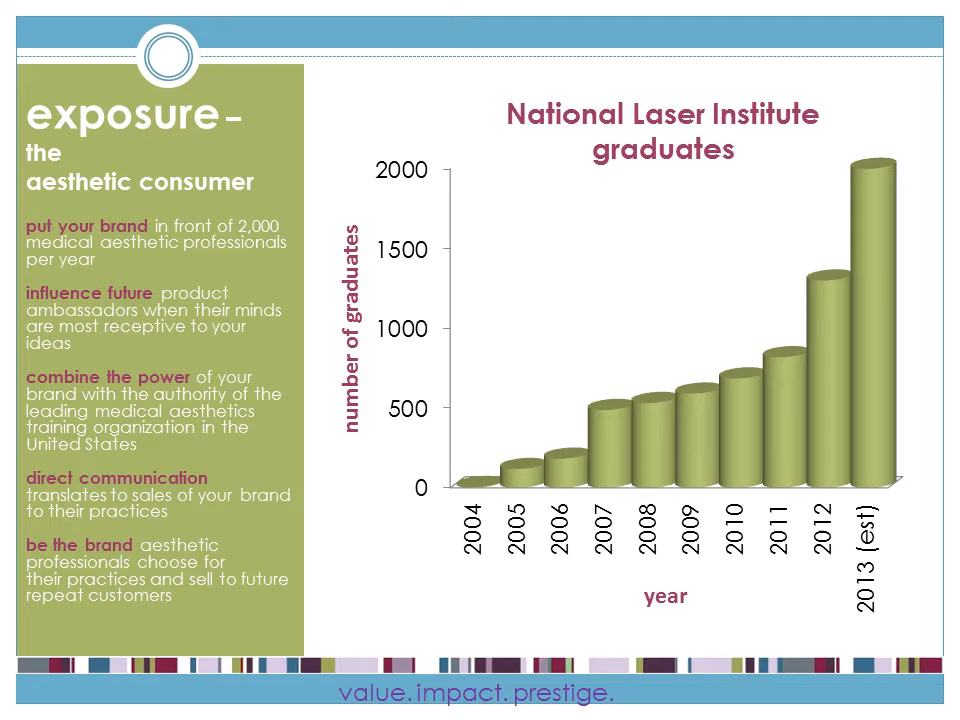 exposure –
the
aesthetic consumer
put your brand in front of 2,000
medical aesthetic professionals
per year
influence future product
ambassadors when their minds
are most receptive to your
ideas
combine the power of your
brand with the authority of the
leading medical aesthetics
training organization in the
United States
direct communication
translates to sales of your brand
to their practices
be the brand aesthetic
professionals choose for
their practices and sell to future
repeat customers
National Laser Institute
graduates
number of graduates
2000
1500
1000
500
0
2004
2005
2006
2007
2008
2009
2010
2011
2012
2013 (est)
year
value. impact. prestige.